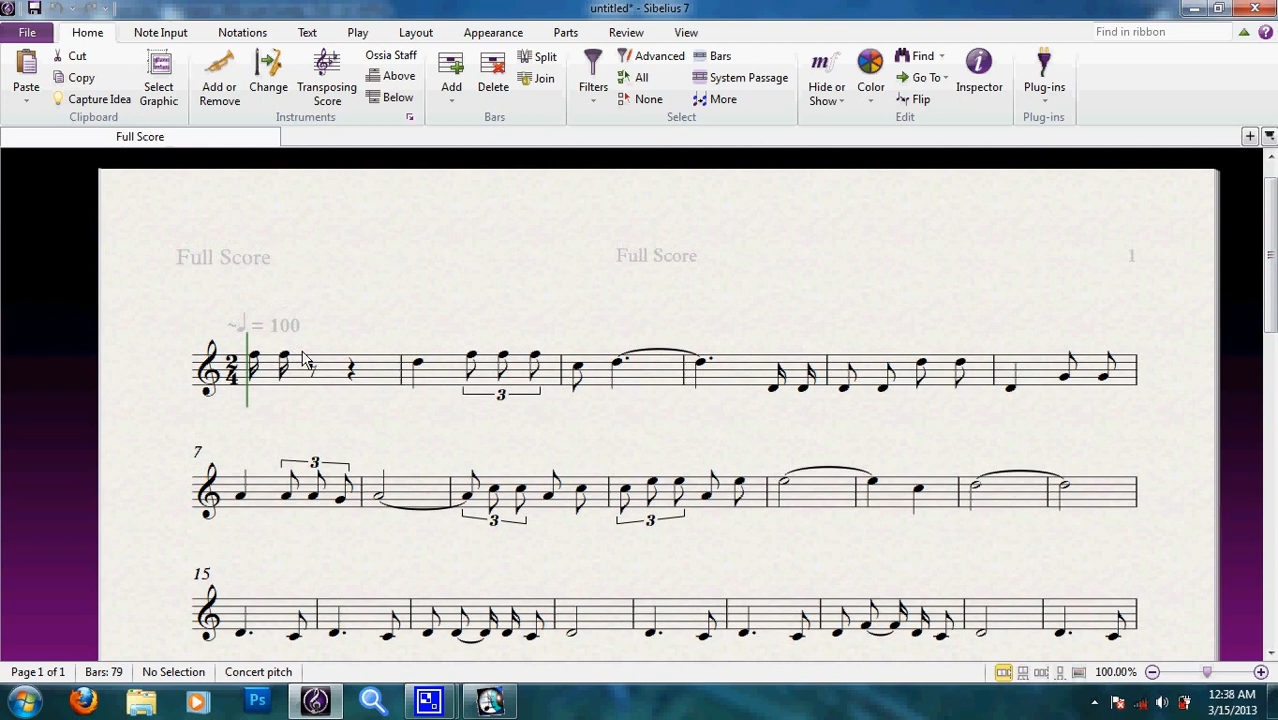 untitled* - Sibelius 7
File Home Note Input Notations Text Play Layout Appearance Parts Review View Find in ribbon
Cut
Copy
Capture Idea
Paste
Select Graphic
Clipboard
Add or Remove
Change
Transposing Score
Ossia Staff
Above
Below
Instruments
Add
Delete
Split
Join
Bars
Filters
Advanced
All
None
Bars
System Passage
More
Select
Hide or Show
Color
Find
Go To
Flip
Inspector
Edit
Plug-ins
Plug-ins
Full Score
Full Score Full Score 1
~♩ = 100
2
4
3
7
3
3
3
15
Page 1 of 1 Bars: 79 No Selection Concert pitch 100.00%
Ps
12:38 AM
3/15/2013